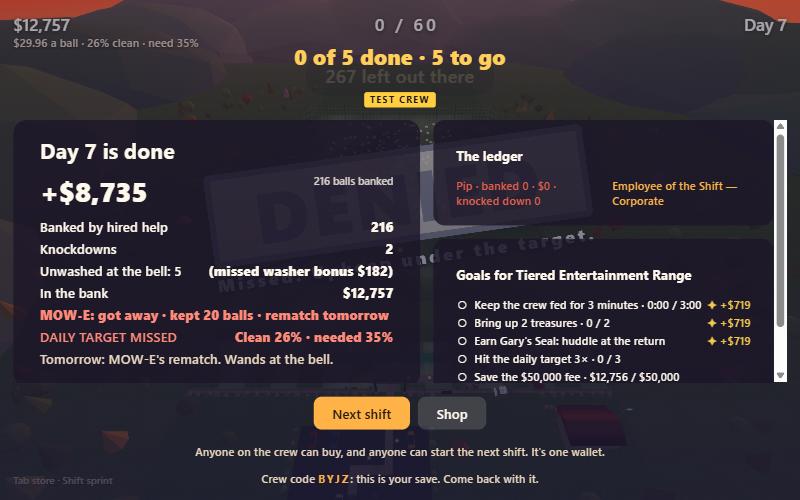 $12,757
0 / 60
Day 7
$29.96 a ball · 26% clean · need 35%
0 of 5 done · 5 to go
267 left out there
TEST CREW
Day 7 is done
+$8,735
216 balls banked
Banked by hired help 216
Knockdowns 2
Unwashed at the bell: 5 (missed washer bonus $182)
In the bank $12,757
MOW-E: got away · kept 20 balls · rematch tomorrow
DAILY TARGET MISSED Clean 26% · needed 35%
Tomorrow: MOW-E's rematch. Wands at the bell.
The ledger
Pip · banked 0 · $0 ·
knocked down 0
Employee of the Shift —
Corporate
DENIED
Missed: clean under the target.
Goals for Tiered Entertainment Range
Keep the crew fed for 3 minutes · 0:00 / 3:00 ✦ +$719
Bring up 2 treasures · 0 / 2 ✦ +$719
Earn Gary's Seal: huddle at the return ✦ +$719
Hit the daily target 3× · 0 / 3
Save the $50,000 fee · $12,756 / $50,000
Next shift
Shop
Anyone on the crew can buy, and anyone can start the next shift. It's one wallet.
Crew code BYJZ: this is your save. Come back with it.
Tab store · Shift sprint